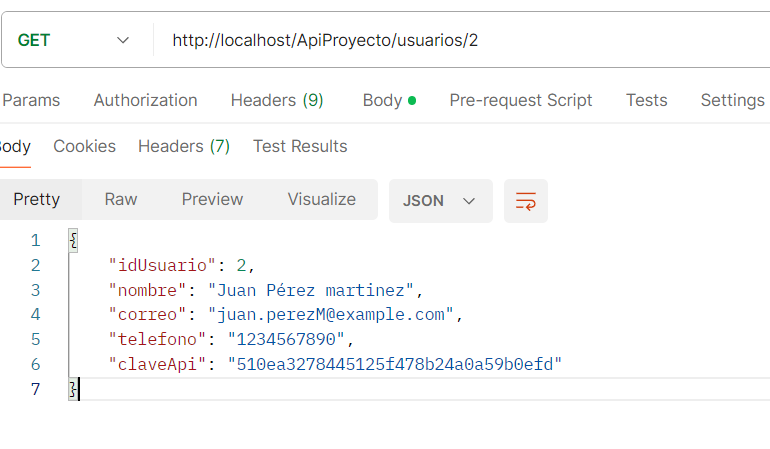 GET http://localhost/ApiProyecto/usuarios/2
Params Authorization Headers (9) Body Pre-request Script Tests Settings
Body Cookies Headers (7) Test Results
Pretty Raw Preview Visualize JSON
1 {
2 "idUsuario": 2,
3 "nombre": "Juan Pérez martinez",
4 "correo": "juan.perezM@example.com",
5 "telefono": "1234567890",
6 "claveApi": "510ea3278445125f478b24a0a59b0efd"
7 }